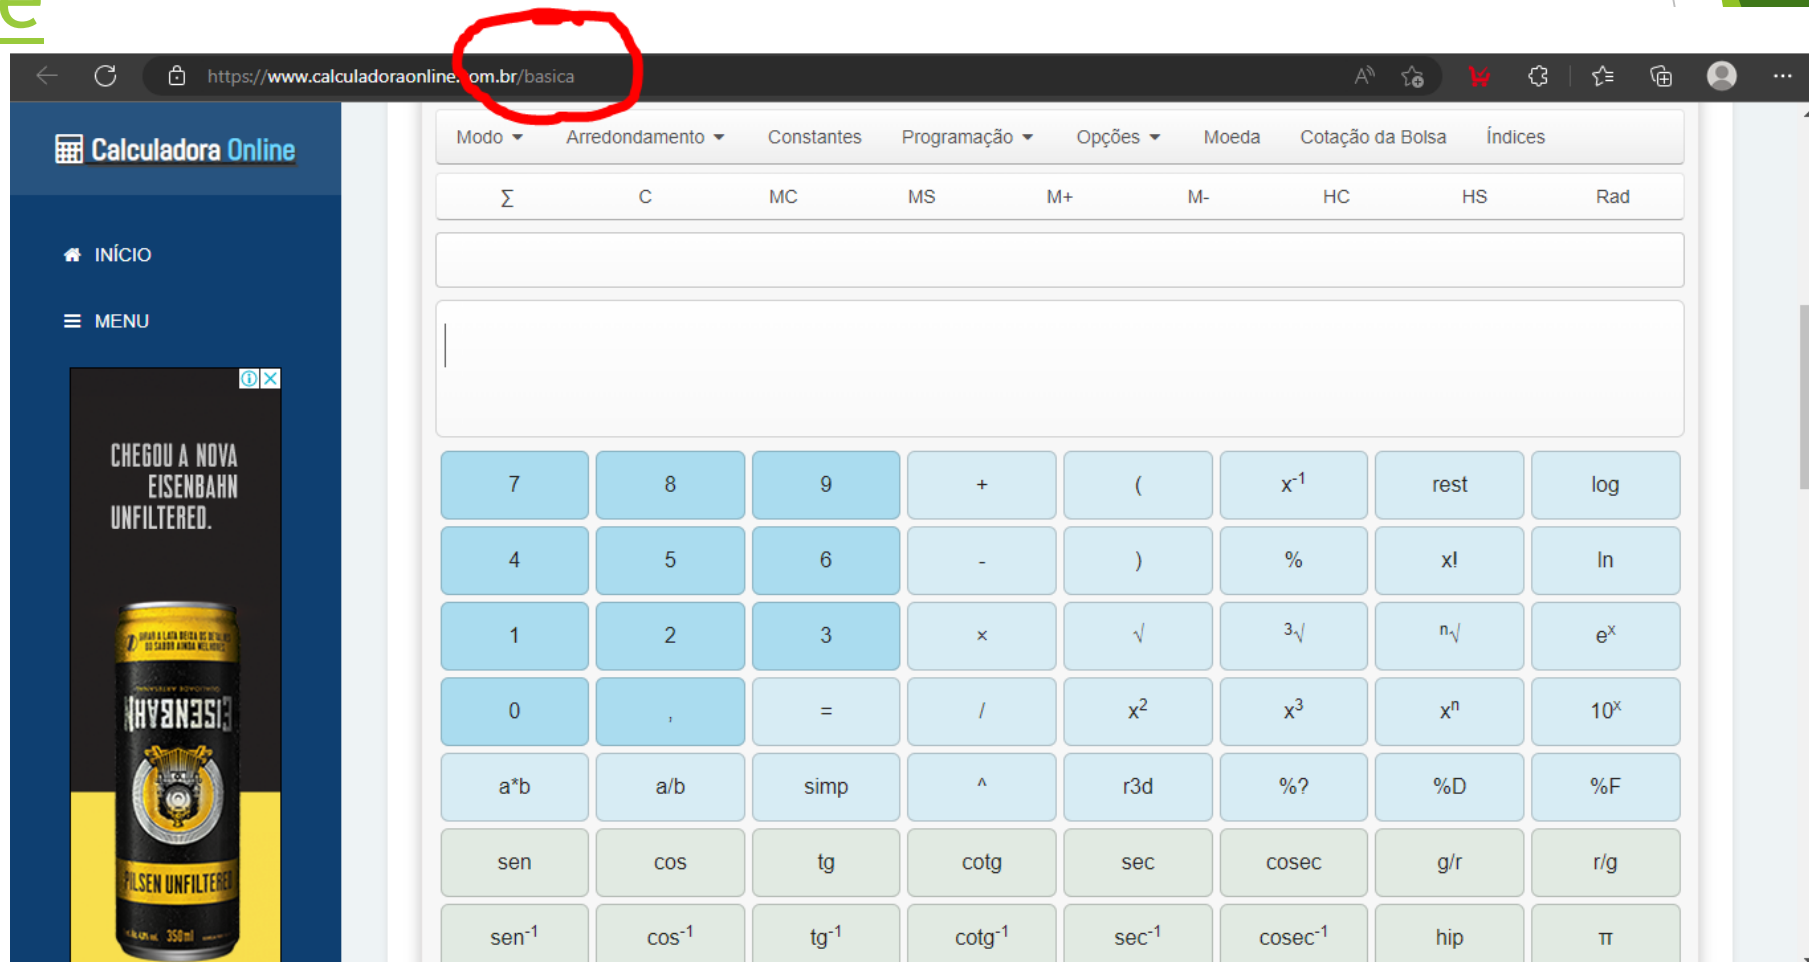 e
https://www.calculadoraonline.com.br/basica
Calculadora Online
INÍCIO
MENU
CHEGOU A NOVA
EISENBAHN
UNFILTERED.
EISENBAHN
PILSEN UNFILTERED
350ml
Modo Arredondamento Constantes Programação Opções Moeda Cotação da Bolsa Índices
∑ C MC MS M+ M- HC HS Rad
7 8 9 + ( x⁻¹ rest log
4 5 6 - ) % x! ln
1 2 3 × √ ³√ ⁿ√ eˣ
0 , = / x² x³ xⁿ 10ˣ
a*b a/b simp ^ r3d %? %D %F
sen cos tg cotg sec cosec g/r r/g
sen⁻¹ cos⁻¹ tg⁻¹ cotg⁻¹ sec⁻¹ cosec⁻¹ hip π